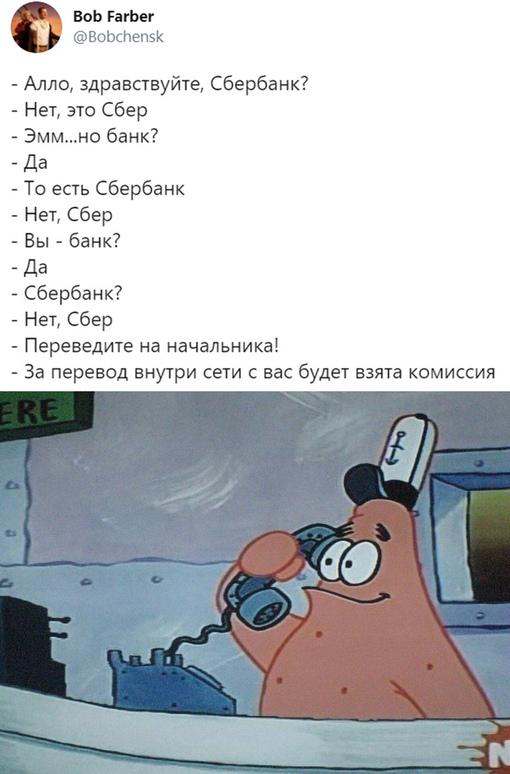 Bob Farber
@Bobchensk
- Алло, здравствуйте, Сбербанк?
- Нет, это Сбер
- Эмм...но банк?
- Да
- То есть Сбербанк
- Нет, Сбер
- Вы - банк?
- Да
- Сбербанк?
- Нет, Сбер
- Переведите на начальника!
- За перевод внутри сети с вас будет взята комиссия
ERE
N